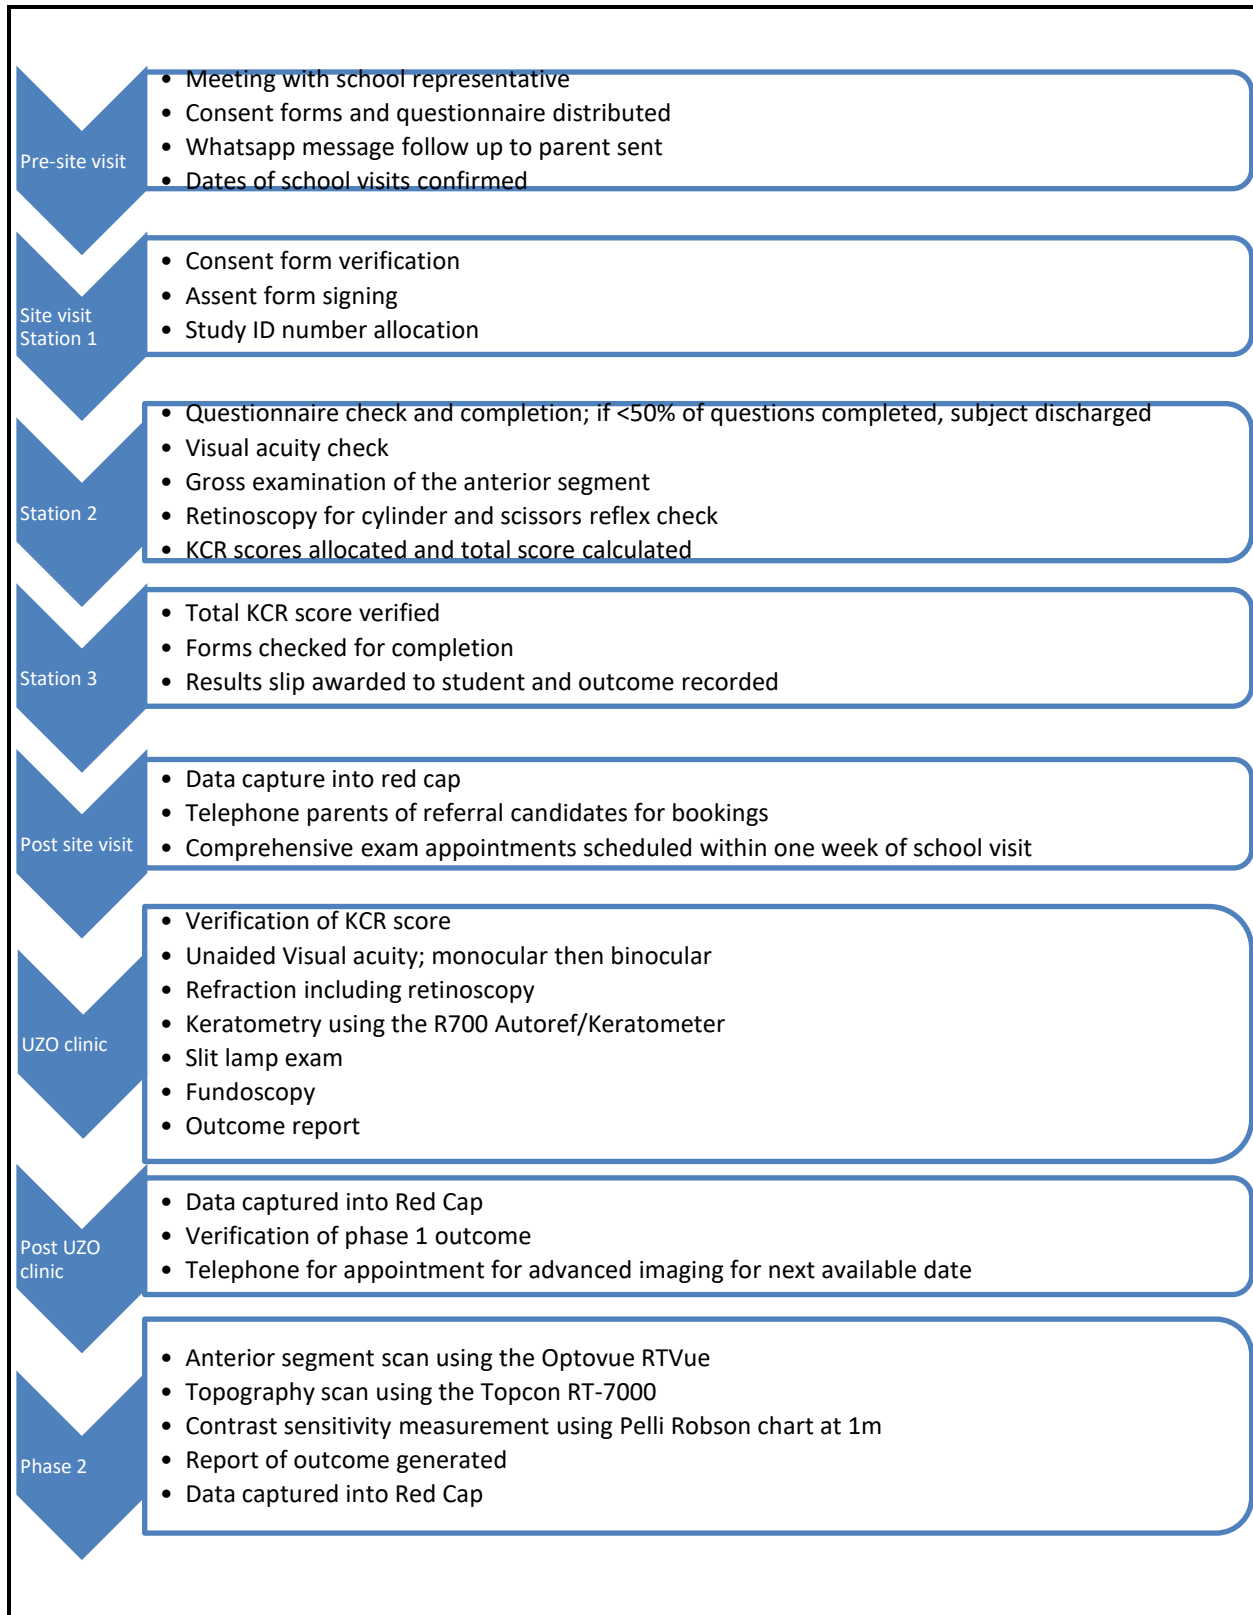 Pre-site visit
• Meeting with school representative
• Consent forms and questionnaire distributed
• Whatsapp message follow up to parent sent
• Dates of school visits confirmed
Site visit
Station 1
• Consent form verification
• Assent form signing
• Study ID number allocation
Station 2
• Questionnaire check and completion; if <50% of questions completed, subject discharged
• Visual acuity check
• Gross examination of the anterior segment
• Retinoscopy for cylinder and scissors reflex check
• KCR scores allocated and total score calculated
Station 3
• Total KCR score verified
• Forms checked for completion
• Results slip awarded to student and outcome recorded
Post site visit
• Data capture into red cap
• Telephone parents of referral candidates for bookings
• Comprehensive exam appointments scheduled within one week of school visit
UZO clinic
• Verification of KCR score
• Unaided Visual acuity; monocular then binocular
• Refraction including retinoscopy
• Keratometry using the R700 Autoref/Keratometer
• Slit lamp exam
• Fundoscopy
• Outcome report
Post UZO
clinic
• Data captured into Red Cap
• Verification of phase 1 outcome
• Telephone for appointment for advanced imaging for next available date
Phase 2
• Anterior segment scan using the Optovue RTVue
• Topography scan using the Topcon RT-7000
• Contrast sensitivity measurement using Pelli Robson chart at 1m
• Report of outcome generated
• Data captured into Red Cap